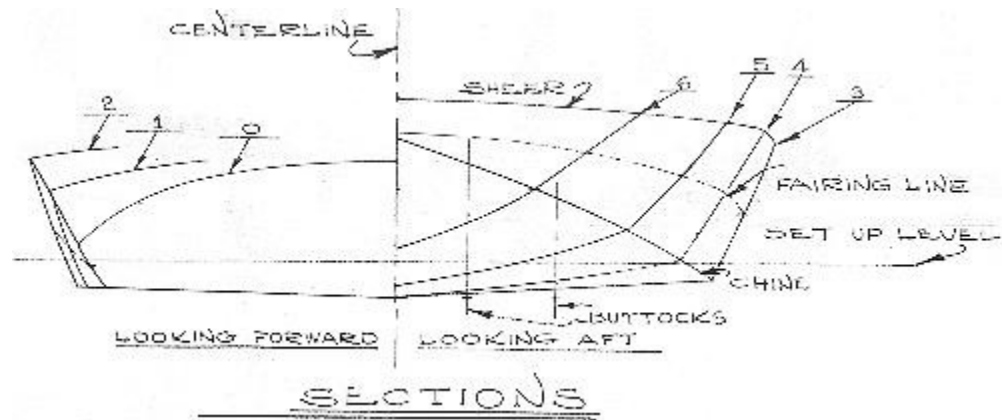 CENTERLINE
SHEER
6
5
4
3
2
1
0
FAIRING LINE
SET UP LEVEL
CHINE
BUTTOCKS
LOOKING FORWARD
LOOKING AFT
SECTIONS